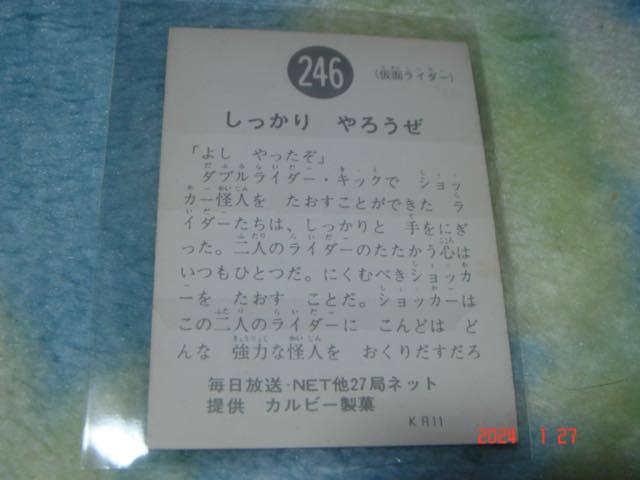 246
(仮面ライダー)
しっかり やろうぜ
「よし やったぞ」
ダブルライダー・キックで ショッ
カー怪人を たおすことができた ラ
イダーたちは、しっかりと 手をにぎ
った。二人のライダーのたたかう心は
いつもひとつだ。にくむべきショッカ
ーを たおす ことだ。ショッカーは
この二人のライダーに こんどは ど
んな 強力な怪人を おくりだすだろ
毎日放送・NET他27局ネット
提供 カルビー製菓
KR11
2024 1 27